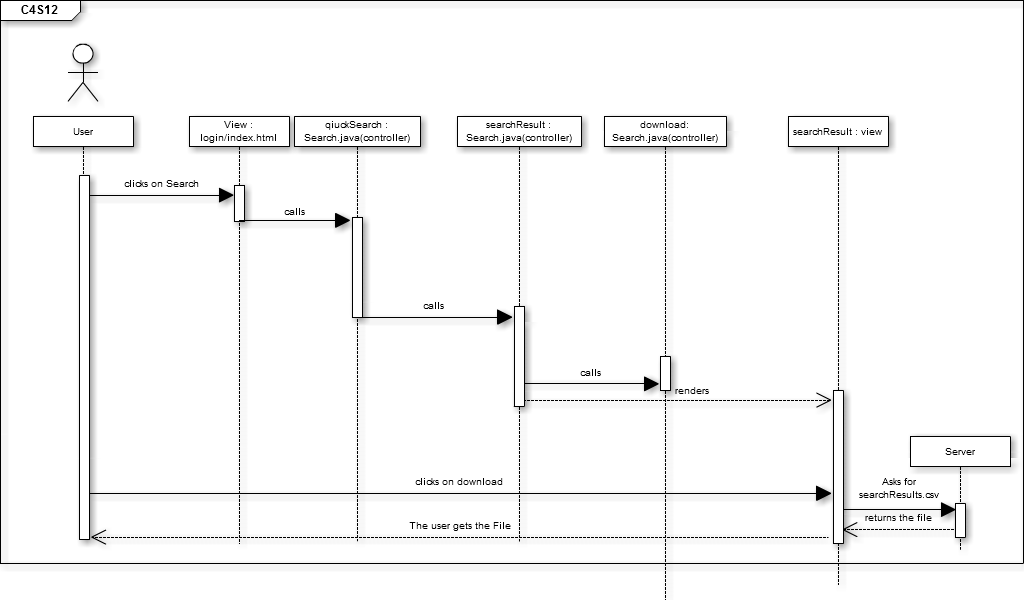 C4S12
User
View :
login/index.html
qiuckSearch :
Search.java(controller)
searchResult :
Search.java(controller)
download:
Search.java(controller)
searchResult : view
clicks on Search
calls
calls
calls
renders
Server
clicks on download
Asks for
searchResults.csv
returns the file
The user gets the File